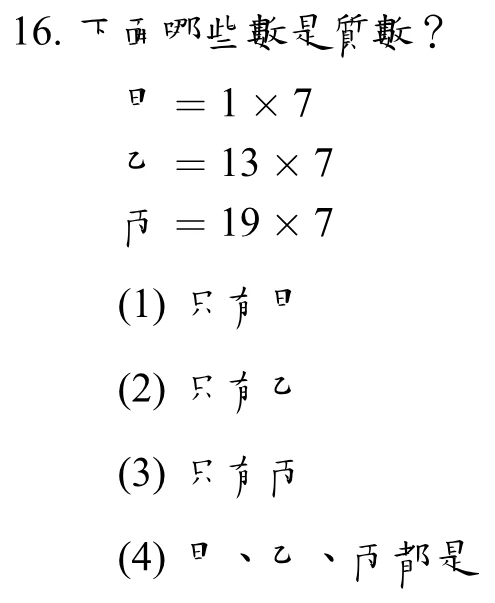 16. 下面哪些數是質數？
甲 = 1 × 7
乙 = 13 × 7
丙 = 19 × 7
(1) 只有甲
(2) 只有乙
(3) 只有丙
(4) 甲、乙、丙都是